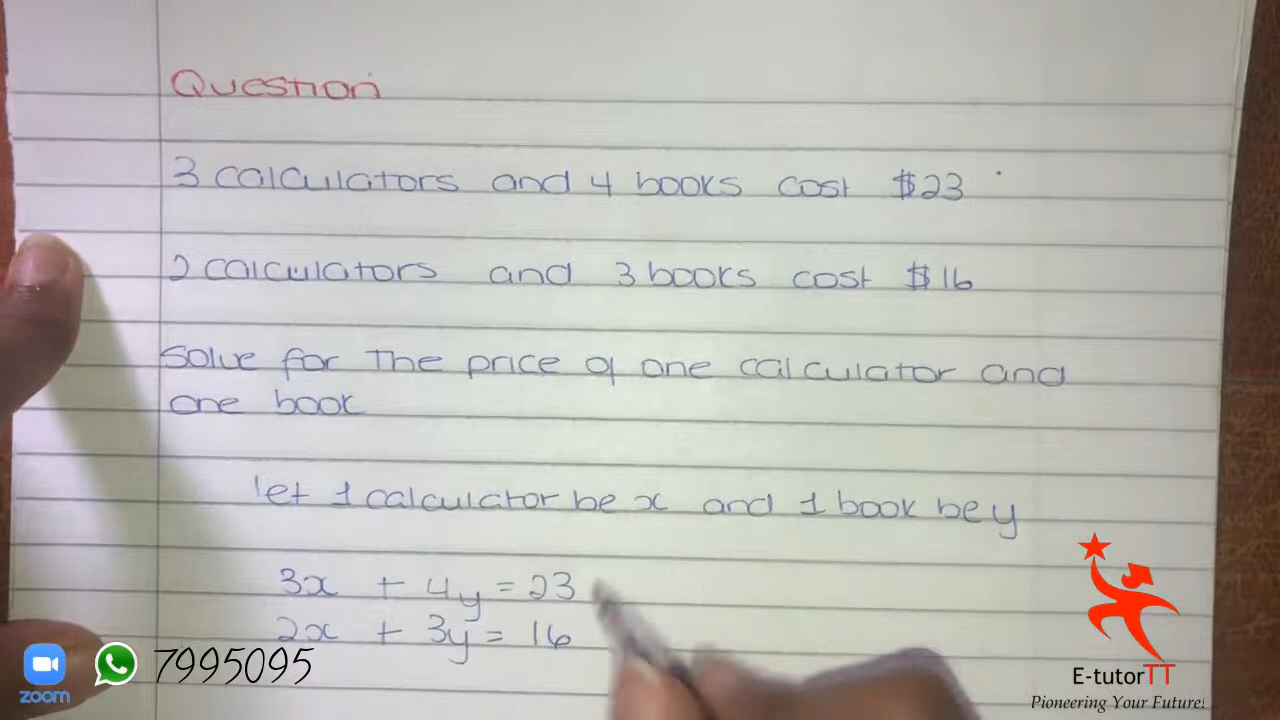 Question
3 calculators and 4 books cost $23
2 calculators and 3 books cost $16
Solve for The price of one calculator and
one book
let 1 calculator be x and 1 book be y
3x + 4y = 23
2x + 3y = 16
7995095
zoom
E-tutorTT
Pioneering Your Future!